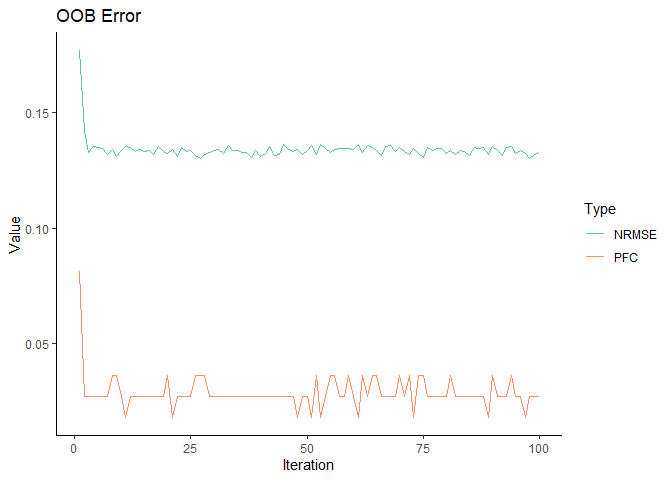 OOB Error
0.15
0.10
0.05
Value
0
25
50
75
100
Iteration
Type
NRMSE
PFC